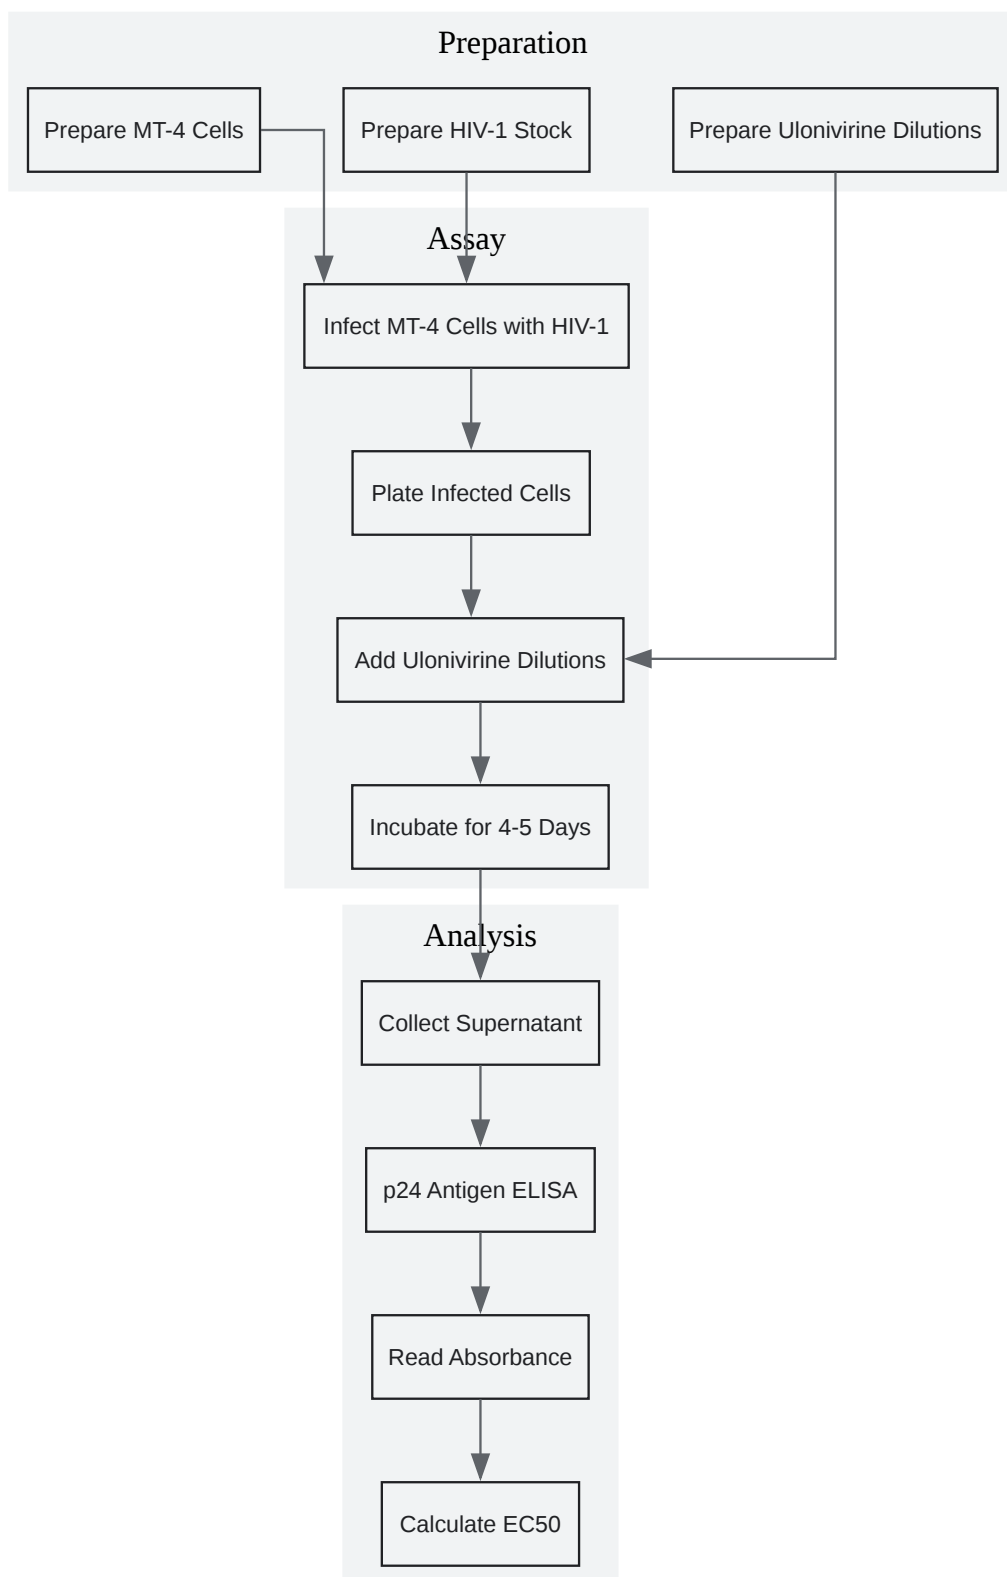 Preparation
Prepare MT-4 Cells
Prepare HIV-1 Stock
Prepare Ulonivirine Dilutions
Assay
Infect MT-4 Cells with HIV-1
Plate Infected Cells
Add Ulonivirine Dilutions
Incubate for 4-5 Days
Analysis
Collect Supernatant
p24 Antigen ELISA
Read Absorbance
Calculate EC50